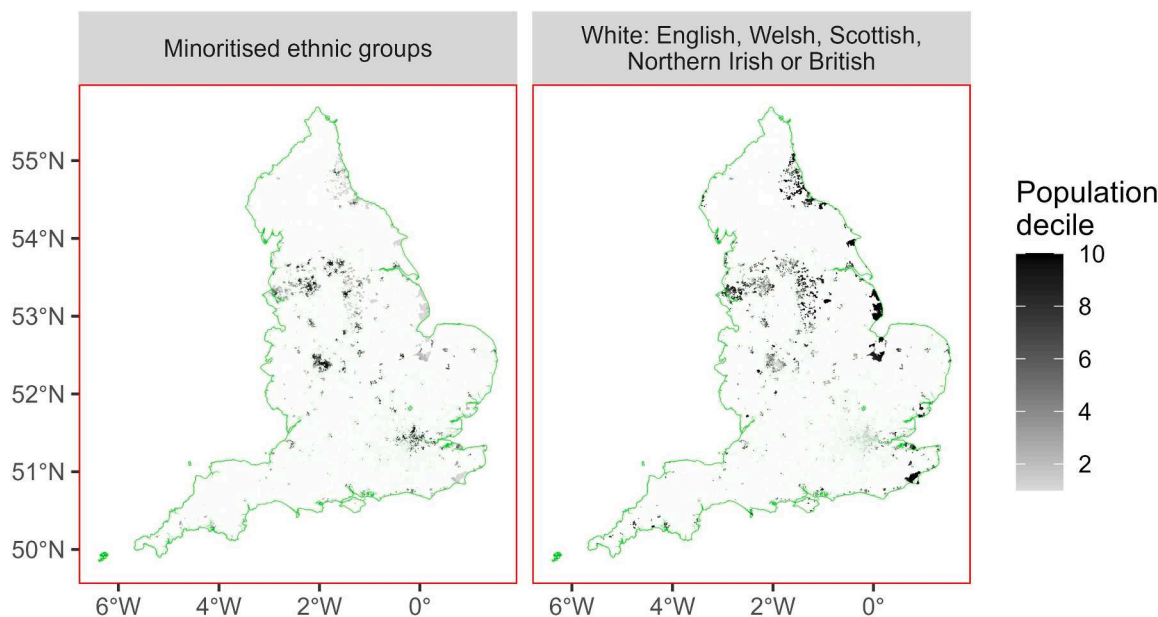 Minoritised ethnic groups
White: English, Welsh, Scottish,
Northern Irish or British
55°N
54°N
53°N
52°N
51°N
50°N
6°W 4°W 2°W 0°
6°W 4°W 2°W 0°
Population
decile
10
8
6
4
2